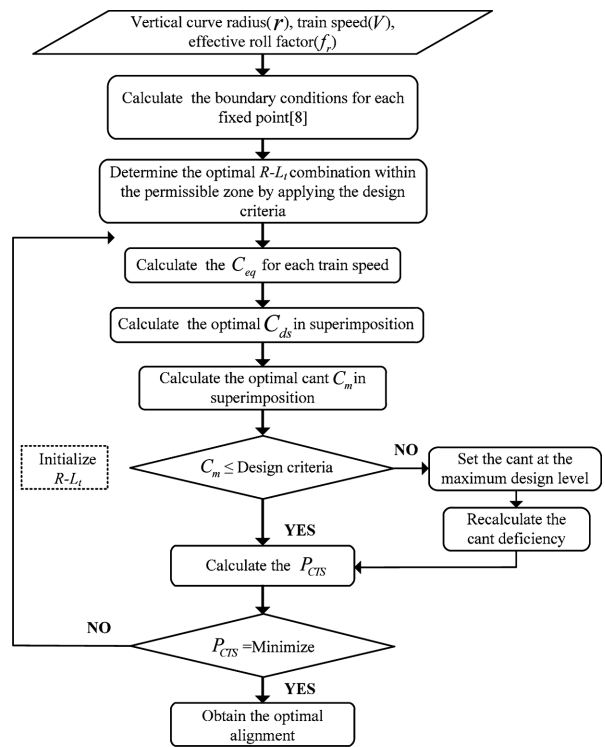 Vertical curve radius(r), train speed(V),
effective roll factor(fr)
Calculate the boundary conditions for each
fixed point[8]
Determine the optimal R-Lt combination within
the permissible zone by applying the design
criteria
Calculate the Ceq for each train speed
Calculate the optimal Cds in superimposition
Calculate the optimal cant Cm in
superimposition
Initialize
R-Lt
Cm ≤ Design criteria
NO
Set the cant at the
maximum design level
Recalculate the
cant deficiency
YES
Calculate the PCTS
NO
PCTS =Minimize
YES
Obtain the optimal
alignment